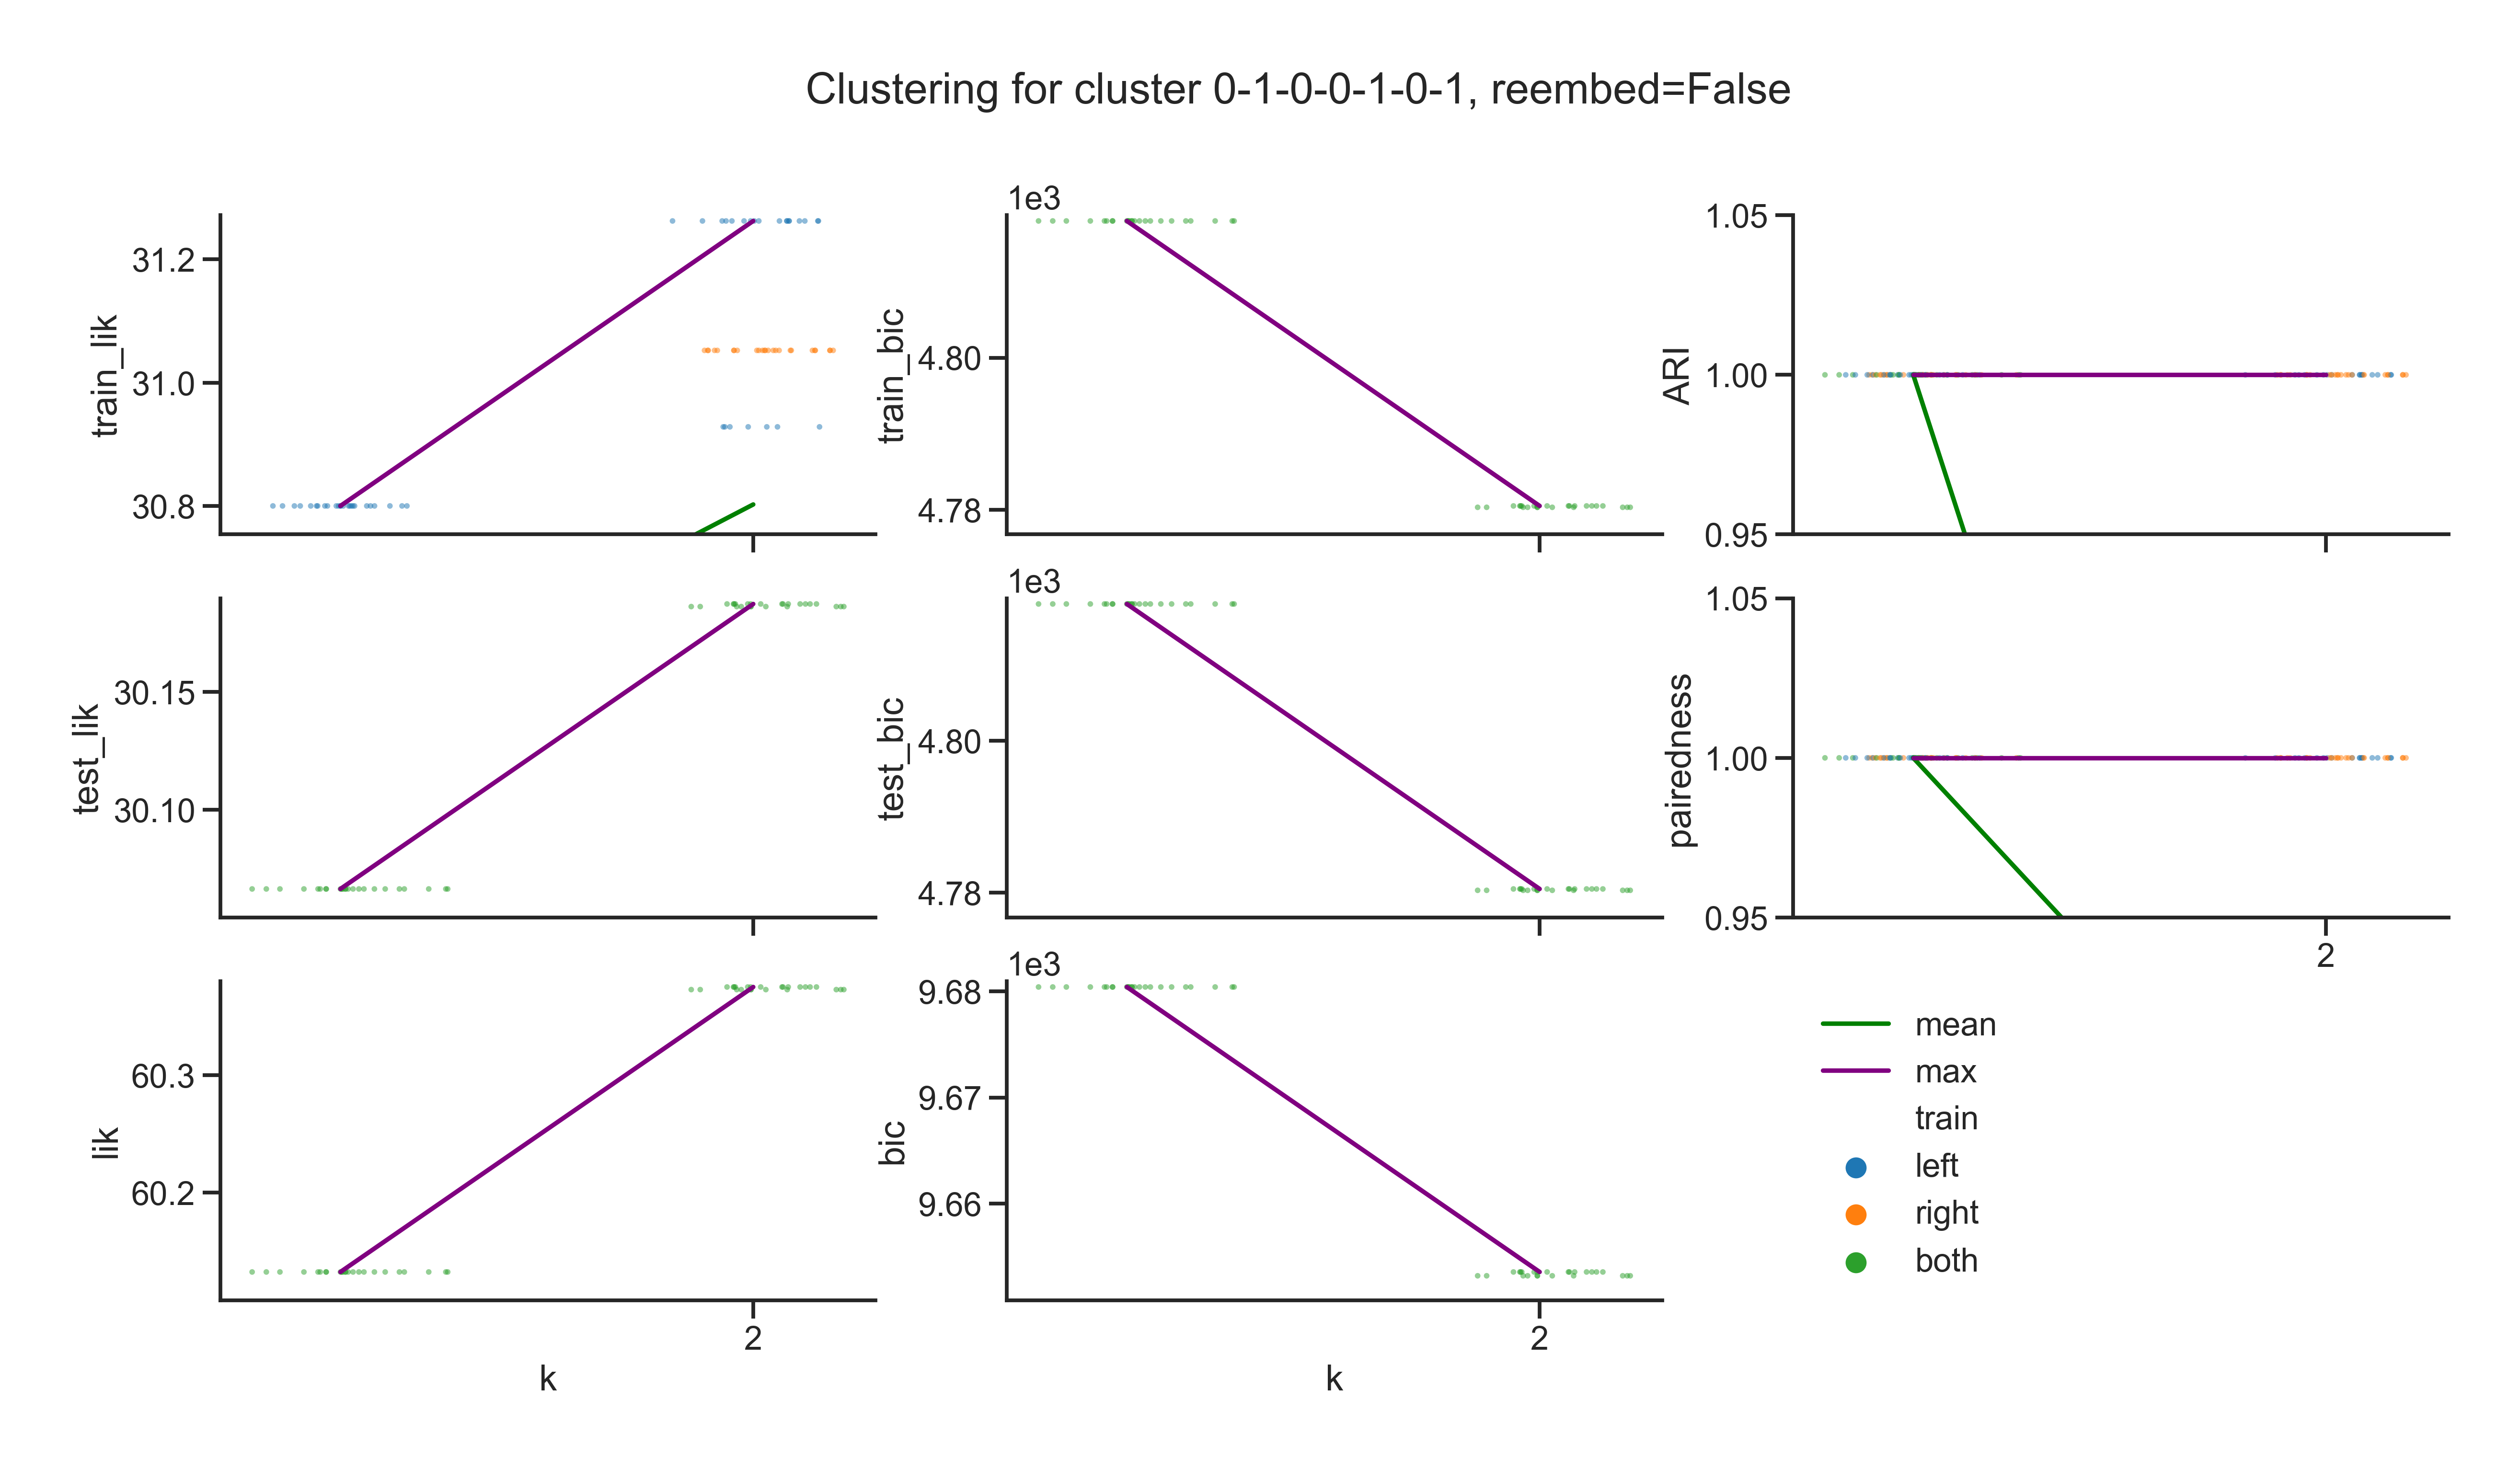 Clustering for cluster 0-1-0-0-1-0-1, reembed=False
train_lik
31.2
31.0
30.8
1e3
train_bic
4.80
4.78
ARI
1.05
1.00
0.95
test_lik
30.15
30.10
1e3
test_bic
4.80
4.78
pairedness
1.05
1.00
0.95
2
lik
60.3
60.2
2
k
1e3
bic
9.68
9.67
9.66
2
k
mean
max
train
left
right
both